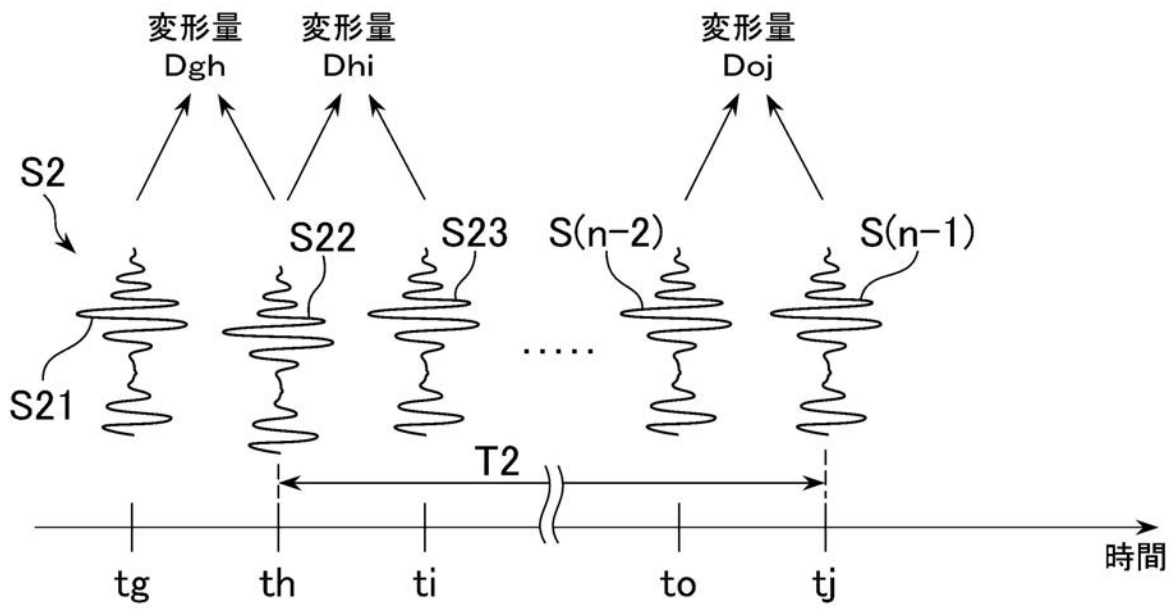 変形量
Dgh
変形量
Dhi
変形量
Doj
S2
S21
S22
S23
S(n-2)
S(n-1)
.....
T2
tg
th
ti
to
tj
時間